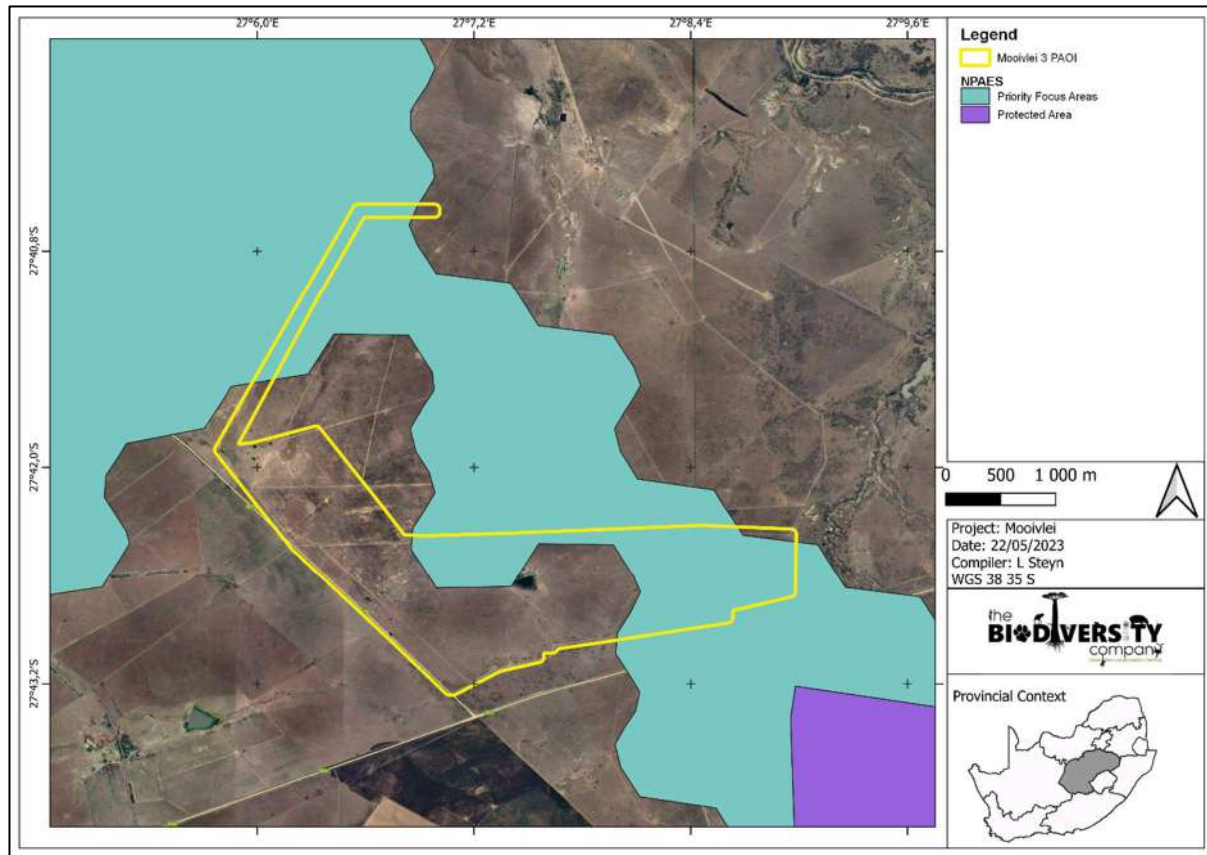 27°6,0'E
27°7,2'E
27°8,4'E
27°9,6'E
27°40,8'S
27°42,0'S
27°43,2'S
Legend
Mooivlei 3 PAOI
NPAES
Priority Focus Areas
Protected Area
0 500 1 000 m
Project: Mooivlei
Date: 22/05/2023
Compiler: L Steyn
WGS 38 35 S
the
BIODIVERSITY
company
Provincial Context